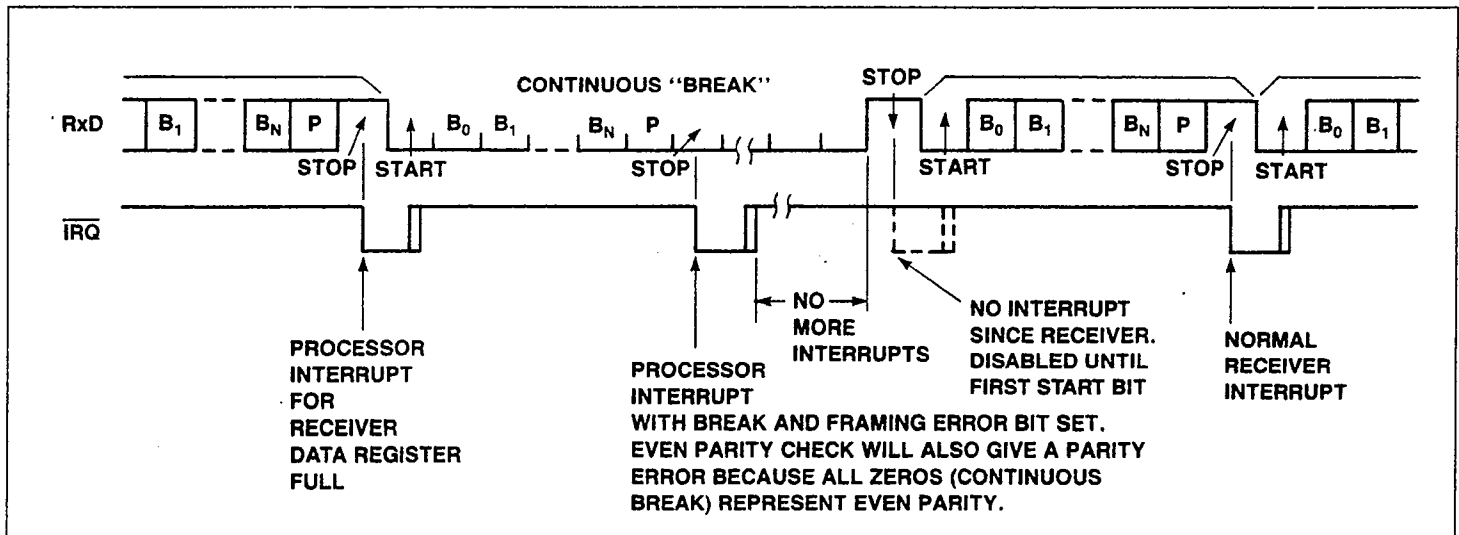 CONTINUOUS "BREAK"
STOP
RxD B₁ B_N P B₀ B₁ B_N P B₀ B₁ B_N P B₀ B₁
STOP START STOP START STOP START
IRQ
NO
MORE
INTERRUPTS
NO INTERRUPT
SINCE RECEIVER.
DISABLED UNTIL
FIRST START BIT
NORMAL
RECEIVER
INTERRUPT
PROCESSOR
INTERRUPT
FOR
RECEIVER
DATA REGISTER
FULL
PROCESSOR
INTERRUPT
WITH BREAK AND FRAMING ERROR BIT SET.
EVEN PARITY CHECK WILL ALSO GIVE A PARITY
ERROR BECAUSE ALL ZEROS (CONTINUOUS
BREAK) REPRESENT EVEN PARITY.